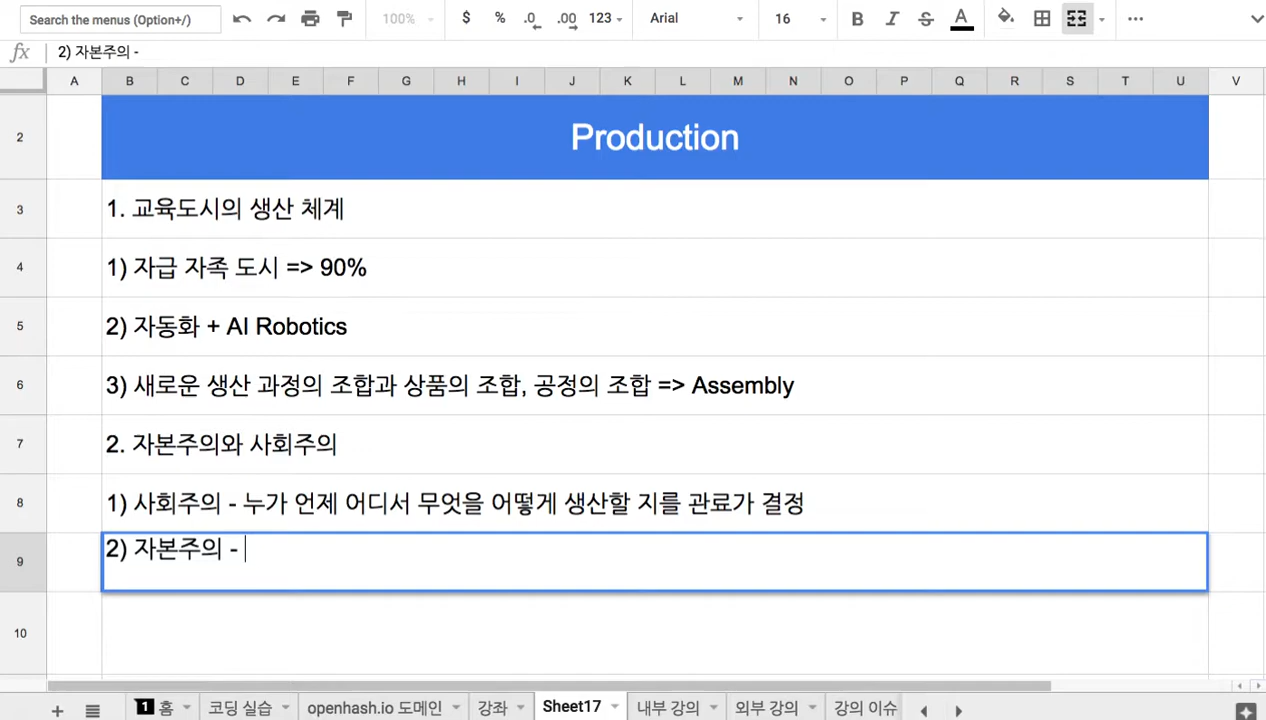 Search the menus (Option+/) 100% $ % .0 .00 123 Arial 16 B I S A
fx 2) 자본주의 -
A B C D E F G H I J K L M N O P Q R S T U V
2 Production
3 1. 교육도시의 생산 체계
4 1) 자급 자족 도시 => 90%
5 2) 자동화 + AI Robotics
6 3) 새로운 생산 과정의 조합과 상품의 조합, 공정의 조합 => Assembly
7 2. 자본주의와 사회주의
8 1) 사회주의 - 누가 언제 어디서 무엇을 어떻게 생산할 지를 관료가 결정
9 2) 자본주의 -
10
1 홈 코딩 실습 openhash.io 도메인 강좌 Sheet17 내부 강의 외부 강의 강의 이슈